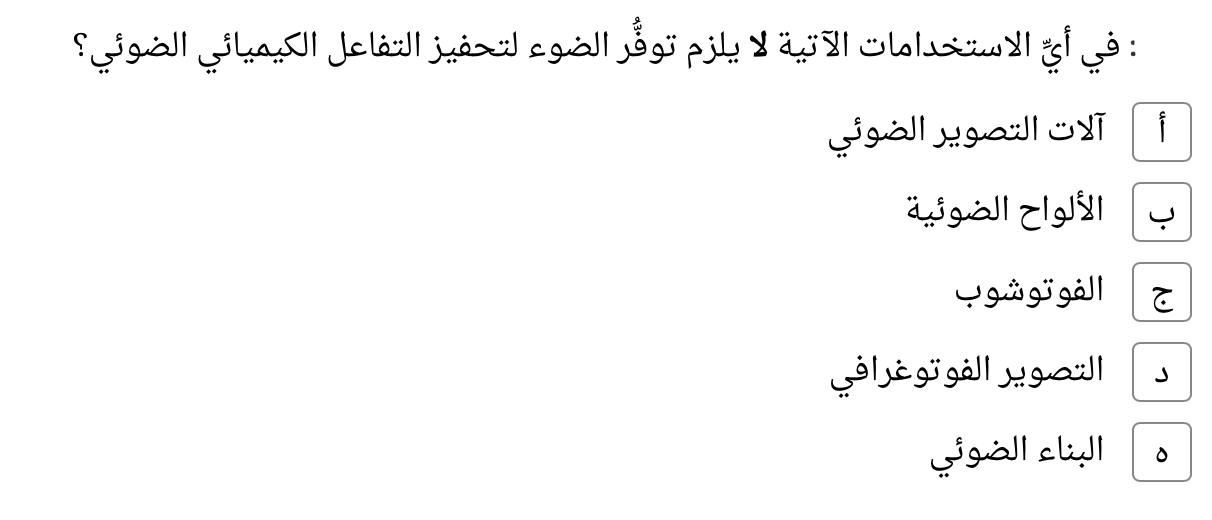 : في أيِّ الاستخدامات الآتية لا يلزم توفُّر الضوء لتحفيز التفاعل الكيميائي الضوئي؟
أ آلات التصوير الضوئي
ب الألواح الضوئية
ج الفوتوشوب
د التصوير الفوتوغرافي
ه البناء الضوئي